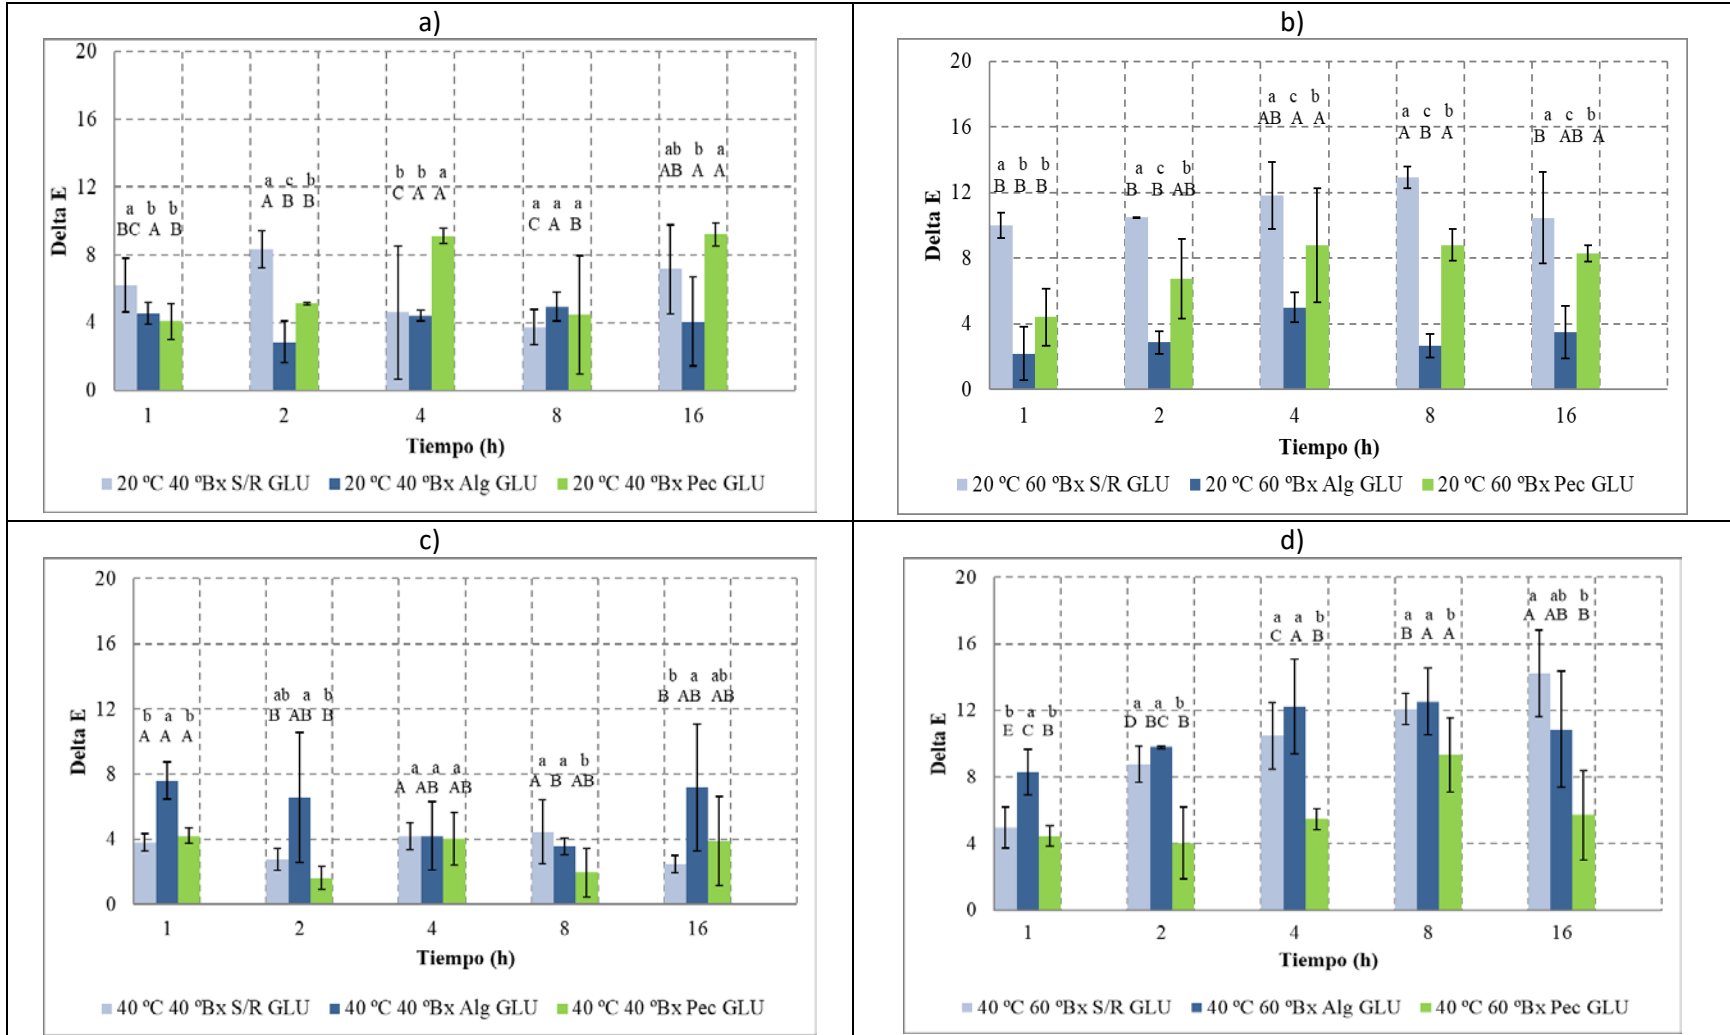 a)
20
16
12
8
4
0
Delta E
a b b
BC A B
a c b
A B B
b b a
C A A
a a a
C A B
ab b a
AB A A
1 2 4 8 16
Tiempo (h)
20 ºC 40 ºBx S/R GLU 20 ºC 40 ºBx Alg GLU 20 ºC 40 ºBx Pec GLU
b)
20
16
12
8
4
0
Delta E
a b b
B B B
a c b
B B AB
a c b
AB A A
a c b
A B A
a c b
B AB A
1 2 4 8 16
Tiempo (h)
20 ºC 60 ºBx S/R GLU 20 ºC 60 ºBx Alg GLU 20 ºC 60 ºBx Pec GLU
c)
20
16
12
8
4
0
Delta E
b a b
A A A
ab a b
B AB B
a a a
A AB AB
a a b
A B AB
b a ab
B AB AB
1 2 4 8 16
Tiempo (h)
40 ºC 40 ºBx S/R GLU 40 ºC 40 ºBx Alg GLU 40 ºC 40 ºBx Pec GLU
d)
20
16
12
8
4
0
Delta E
b a b
E C B
a a b
D BC B
a a b
C A B
a a b
B A A
a ab b
A AB B
1 2 4 8 16
Tiempo (h)
40 ºC 60 ºBx S/R GLU 40 ºC 60 ºBx Alg GLU 40 ºC 60 ºBx Pec GLU